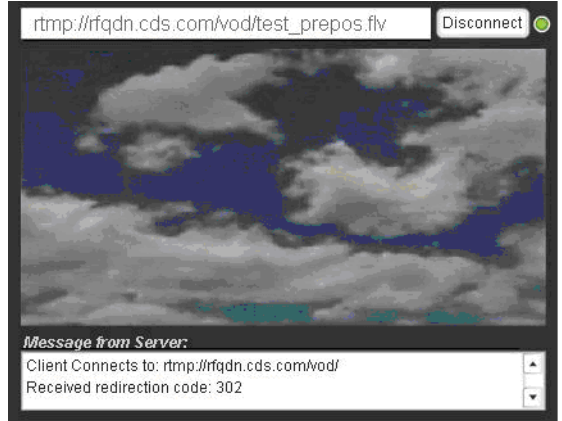 rtmp://rfqdn.cds.com/vod/test_prepos.flv
Disconnect
Message from Server:
Client Connects to: rtmp://rfqdn.cds.com/vod/
Received redirection code: 302